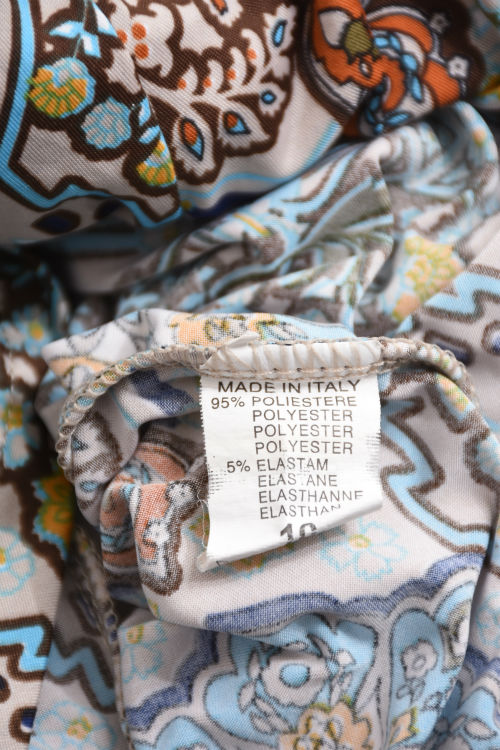 MADE IN ITALY
95% POLIESTERE
POLYESTER
POLYESTER
POLYESTER
5% ELASTAM
ELASTANE
ELASTHANNE
ELASTHAN